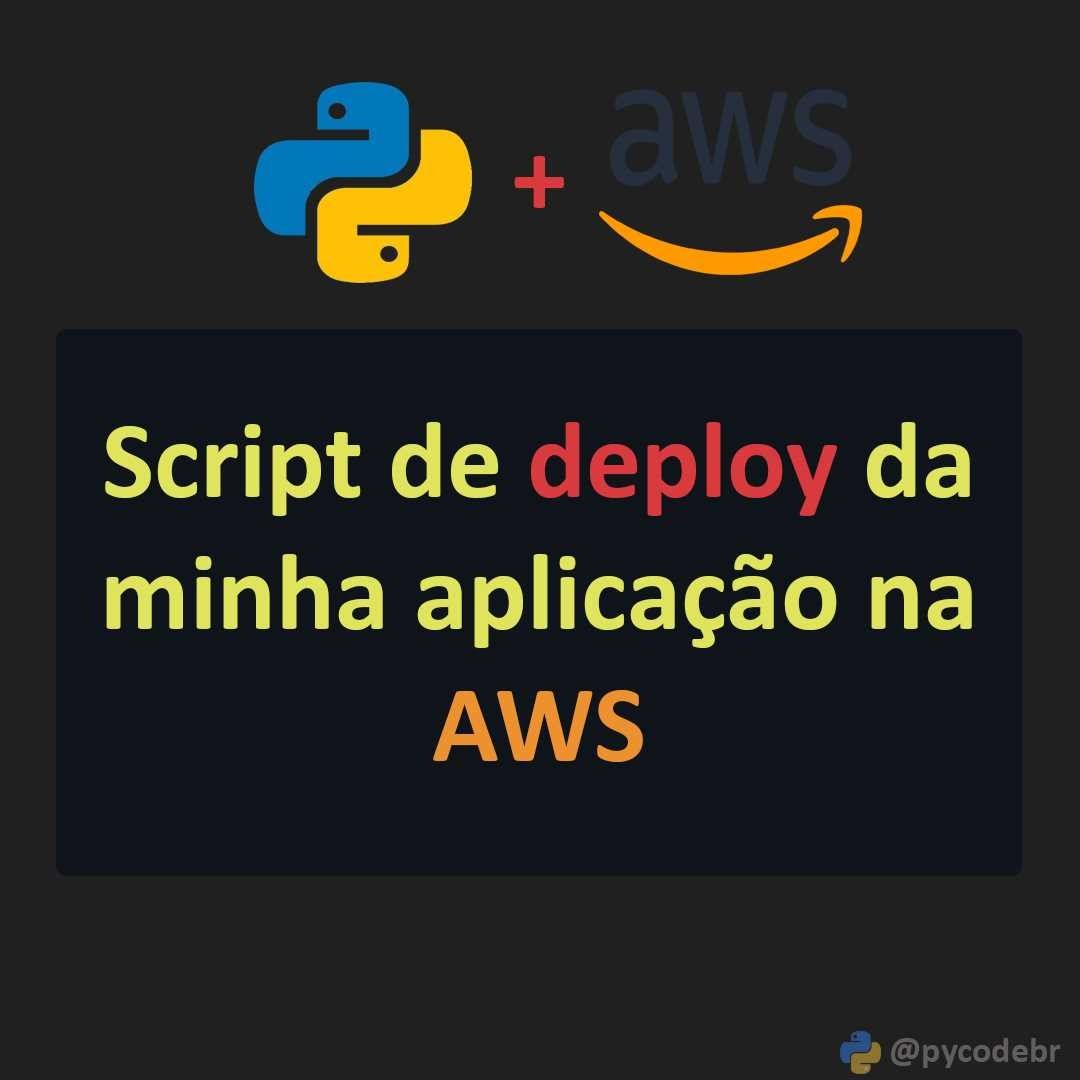 + aws
Script de deploy da
minha aplicação na
AWS
@pycodebr